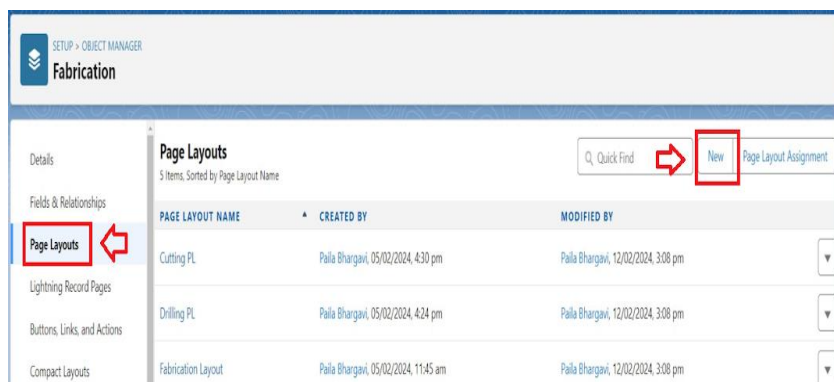 SETUP > OBJECT MANAGER
Fabrication
Details
Fields & Relationships
Page Layouts
Lightning Record Pages
Buttons, Links, and Actions
Compact Layouts
Page Layouts
5 Items, Sorted by Page Layout Name
Quick Find
New
Page Layout Assignment
PAGE LAYOUT NAME CREATED BY MODIFIED BY
Cutting PL Paila Bhargavi, 05/02/2024, 4:30 pm Paila Bhargavi, 12/02/2024, 3:08 pm
Drilling PL Paila Bhargavi, 05/02/2024, 4:24 pm Paila Bhargavi, 12/02/2024, 3:08 pm
Fabrication Layout Paila Bhargavi, 05/02/2024, 11:45 am Paila Bhargavi, 12/02/2024, 3:08 pm